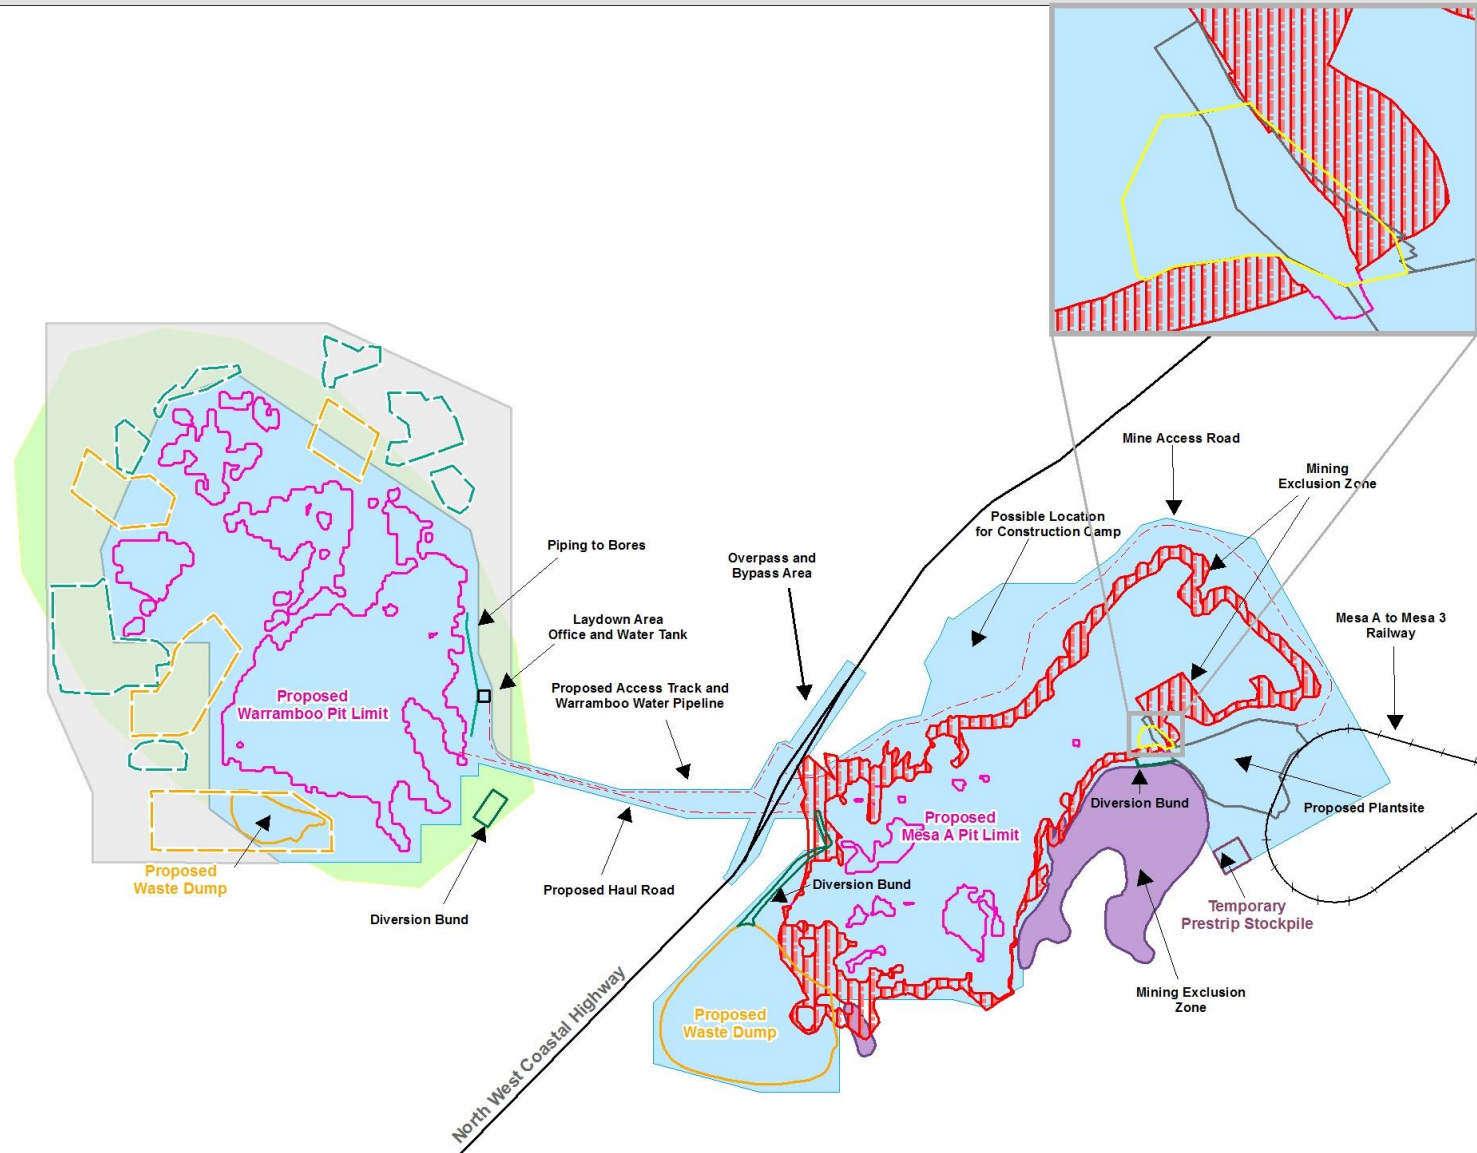 Mine Access Road
Mining
Exclusion Zone
Possible Location
for Construction Camp
Piping to Bores
Overpass and
Bypass Area
Laydown Area
Office and Water Tank
Mesa A to Mesa 3
Railway
Proposed
Warramboo Pit Limit
Proposed Access Track and
Warramboo Water Pipeline
Diversion Bund
Proposed Plantsite
Proposed
Mesa A Pit Limit
Proposed
Waste Dump
Proposed Haul Road
Diversion Bund
Diversion Bund
Temporary
Prestrip Stockpile
Mining Exclusion
Zone
Proposed
Waste Dump
North West Coastal Highway